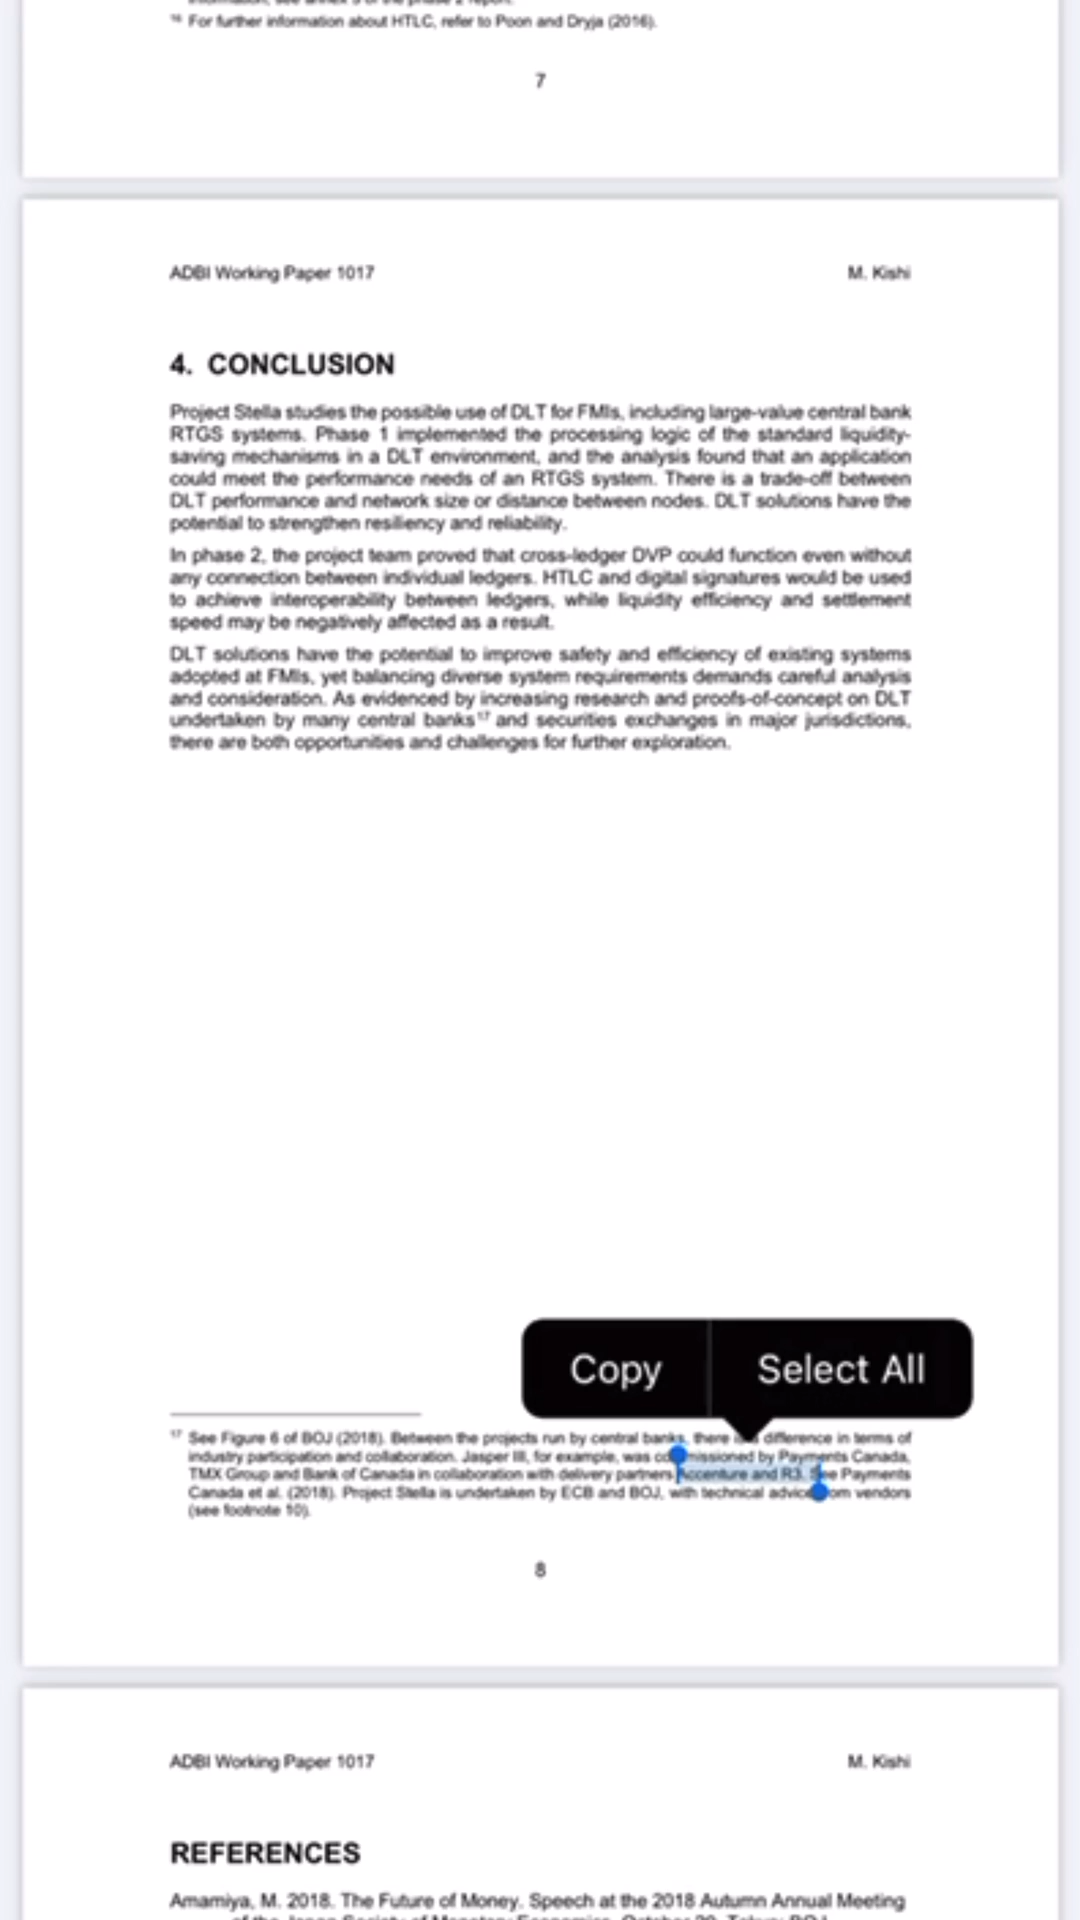 ¹⁶ For further information about HTLC, refer to Poon and Dryja (2016).
7
ADBI Working Paper 1017 M. Kishi
4. CONCLUSION
Project Stella studies the possible use of DLT for FMIs, including large-value central bank
RTGS systems. Phase 1 implemented the processing logic of the standard liquidity-
saving mechanisms in a DLT environment, and the analysis found that an application
could meet the performance needs of an RTGS system. There is a trade-off between
DLT performance and network size or distance between nodes. DLT solutions have the
potential to strengthen resiliency and reliability.
In phase 2, the project team proved that cross-ledger DVP could function even without
any connection between individual ledgers. HTLC and digital signatures would be used
to achieve interoperability between ledgers, while liquidity efficiency and settlement
speed may be negatively affected as a result.
DLT solutions have the potential to improve safety and efficiency of existing systems
adopted at FMIs, yet balancing diverse system requirements demands careful analysis
and consideration. As evidenced by increasing research and proofs-of-concept on DLT
undertaken by many central banks¹⁷ and securities exchanges in major jurisdictions,
there are both opportunities and challenges for further exploration.
Copy Select All
¹⁷ See Figure 6 of BOJ (2018). Between the projects run by central banks, there difference in terms of
industry participation and collaboration. Jasper III, for example, was commissioned by Payments Canada,
TMX Group and Bank of Canada in collaboration with delivery partners Accenture and R3. See Payments
Canada et al. (2018). Project Stella is undertaken by ECB and BOJ, with technical advice from vendors
(see footnote 10).
8
ADBI Working Paper 1017 M. Kishi
REFERENCES
Amamiya, M. 2018. The Future of Money. Speech at the 2018 Autumn Annual Meeting